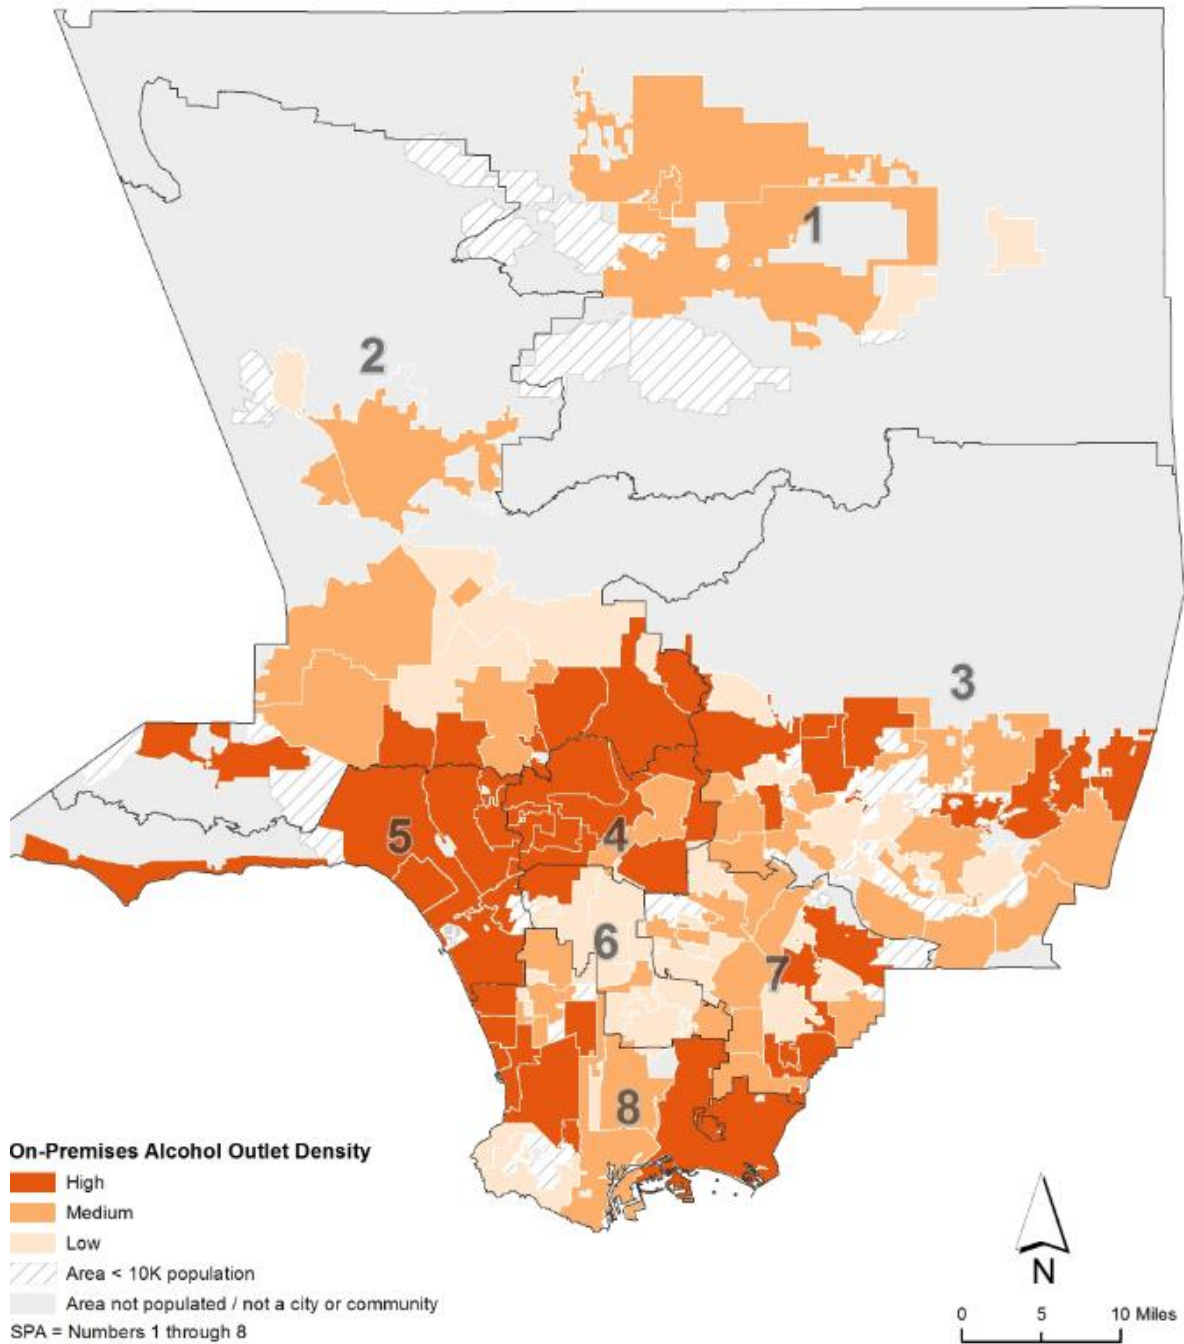 1
2
3
4
5
6
7
8
On-Premises Alcohol Outlet Density
High
Medium
Low
Area < 10K population
Area not populated / not a city or community
SPA = Numbers 1 through 8
N
0 5 10 Miles